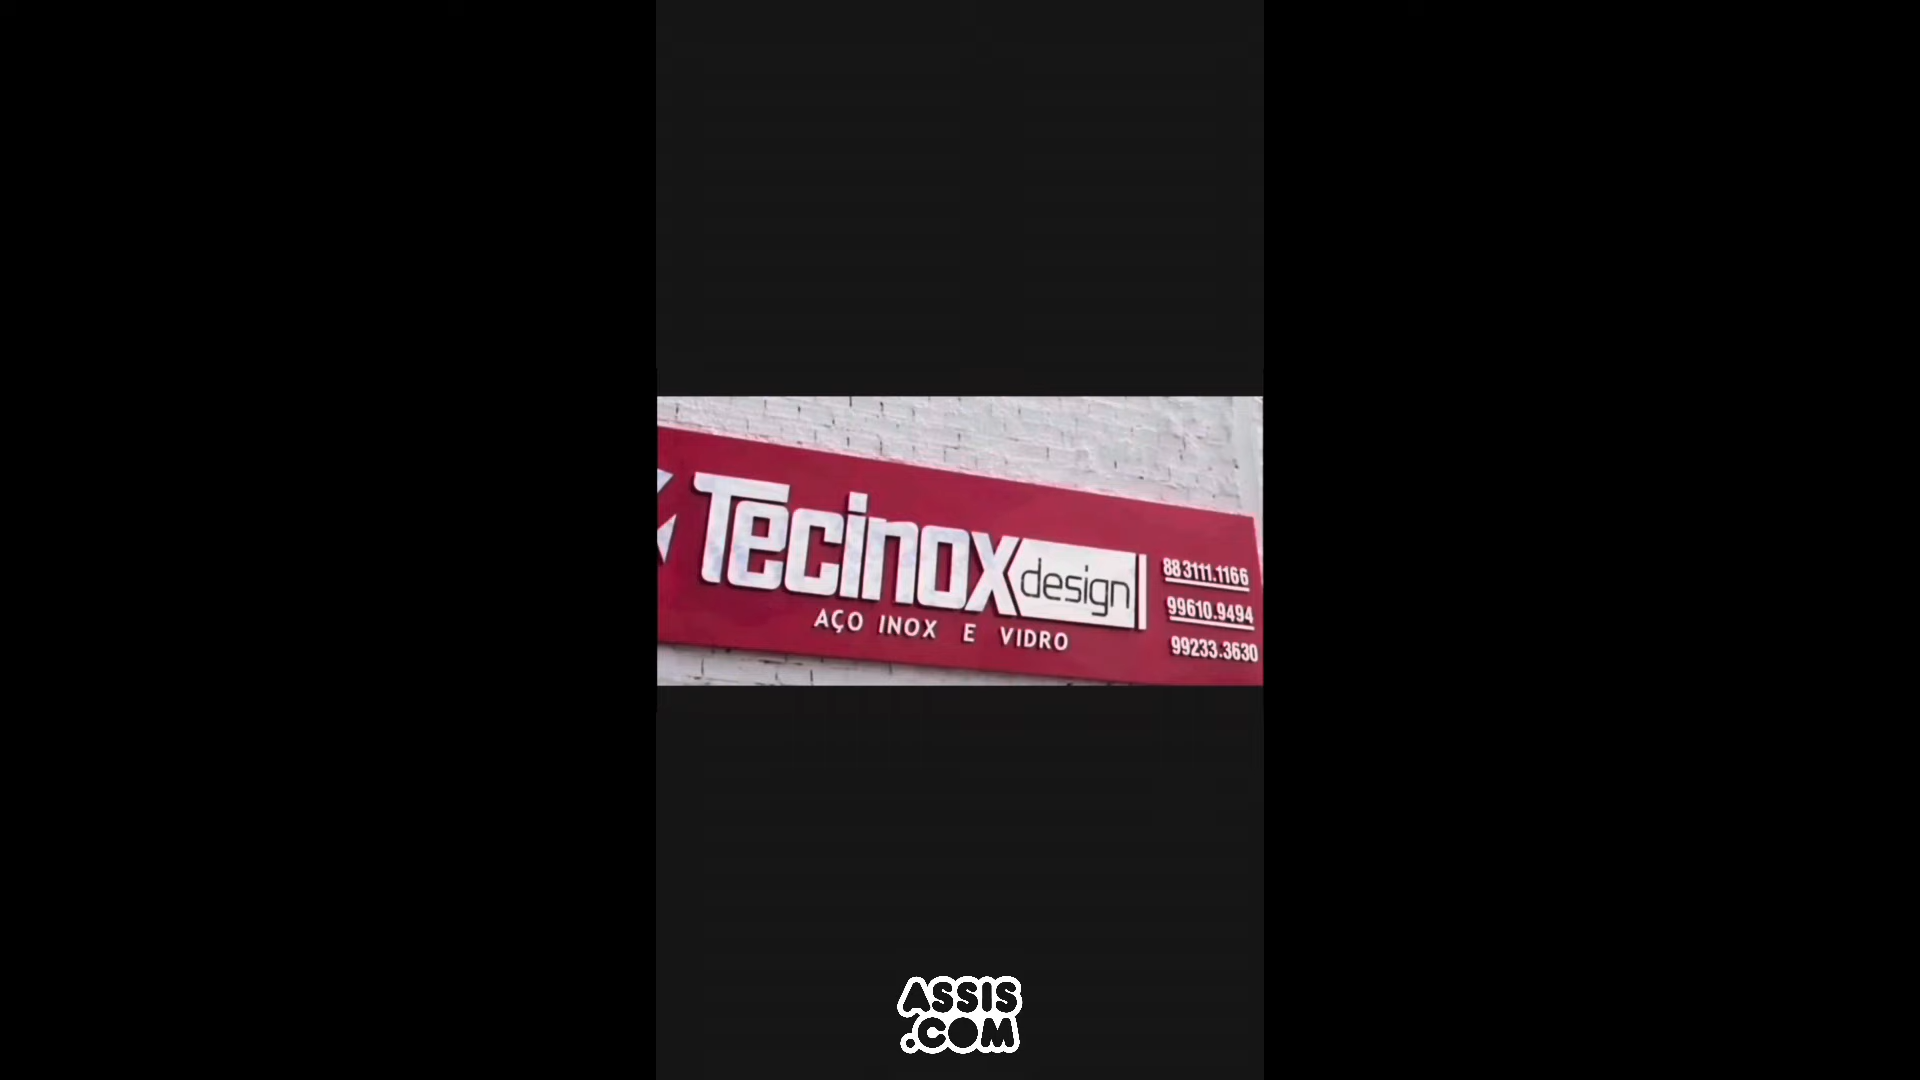 Tecinox design
AÇO INOX E VIDRO
88 3111.1166
99610.9494
99233.3630
ASSIS
.COM